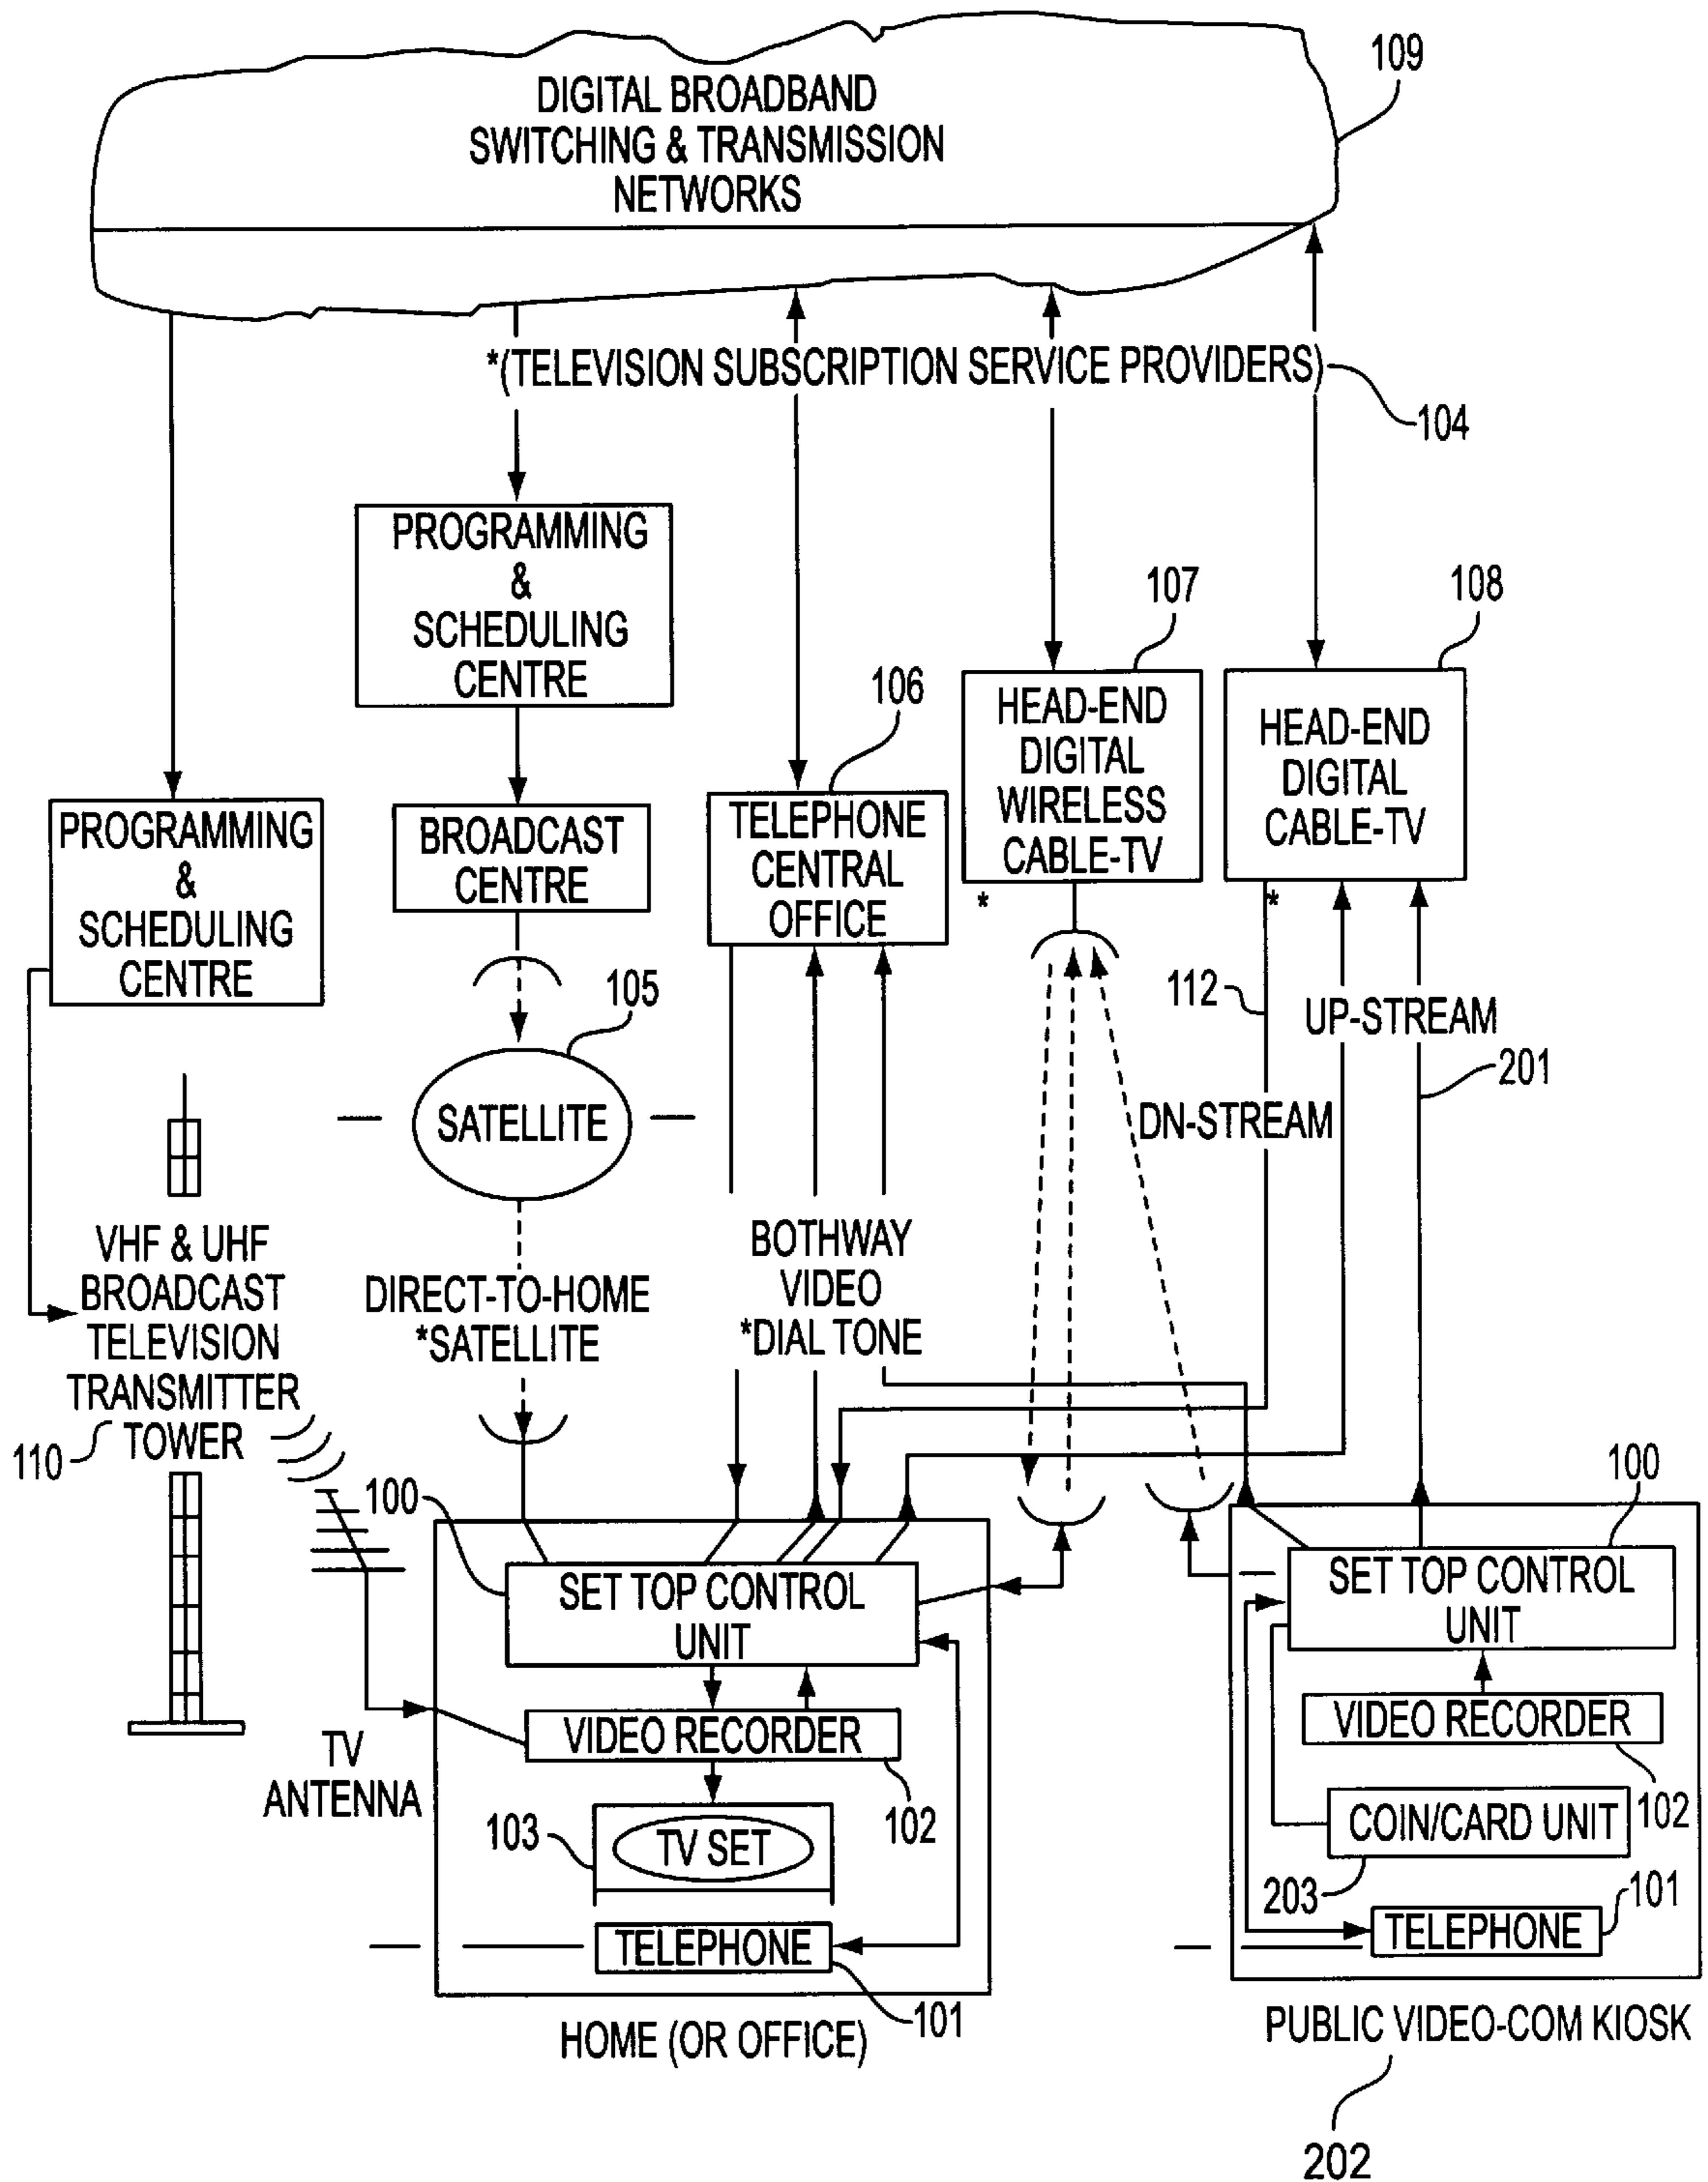 109
DIGITAL BROADBAND
SWITCHING & TRANSMISSION
NETWORKS
*(TELEVISION SUBSCRIPTION SERVICE PROVIDERS)
104
PROGRAMMING
&
SCHEDULING
CENTRE
107
108
106
HEAD-END
DIGITAL
WIRELESS
CABLE-TV
*
HEAD-END
DIGITAL
CABLE-TV
*
PROGRAMMING
&
SCHEDULING
CENTRE
BROADCAST
CENTRE
TELEPHONE
CENTRAL
OFFICE
105
112
UP-STREAM
201
SATELLITE
DN-STREAM
VHF & UHF
BROADCAST
TELEVISION
TRANSMITTER
TOWER
110
DIRECT-TO-HOME
*SATELLITE
BOTHWAY
VIDEO
*DIAL TONE
100
SET TOP CONTROL
UNIT
VIDEO RECORDER
102
TV
ANTENNA
103
TV SET
TELEPHONE
101
HOME (OR OFFICE)
100
SET TOP CONTROL
UNIT
VIDEO RECORDER
102
COIN/CARD UNIT
203
101
TELEPHONE
PUBLIC VIDEO-COM KIOSK
202